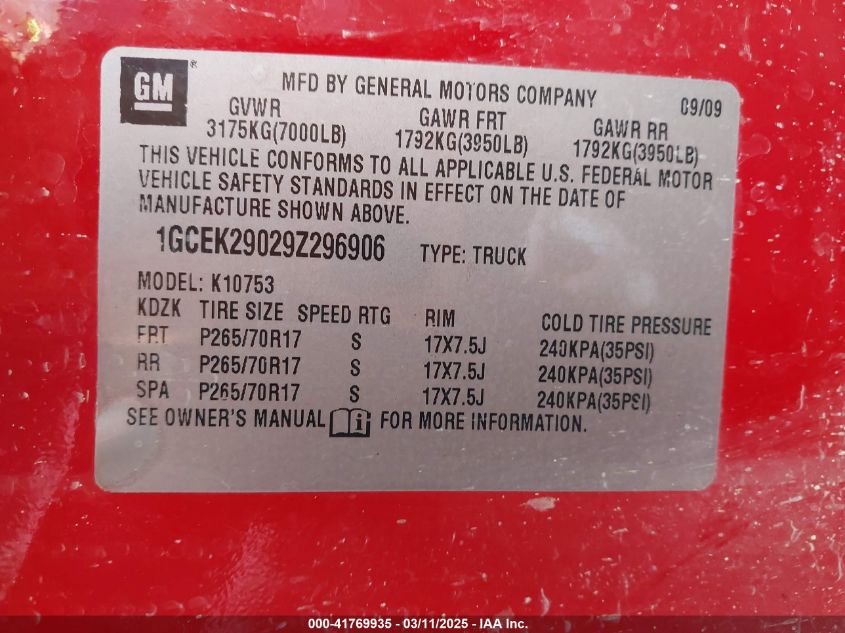 GM ®
MFD BY GENERAL MOTORS COMPANY 09/09
GVWR GAWR FRT GAWR RR
3175KG(7000LB) 1792KG(3950LB) 1792KG(3950LB)
THIS VEHICLE CONFORMS TO ALL APPLICABLE U.S. FEDERAL MOTOR
VEHICLE SAFETY STANDARDS IN EFFECT ON THE DATE OF
MANUFACTURE SHOWN ABOVE.
1GCEK29029Z296906 TYPE: TRUCK
MODEL: K10753
KDZK TIRE SIZE SPEED RTG RIM COLD TIRE PRESSURE
FRT P265/70R17 S 17X7.5J 240KPA(35PSI)
RR P265/70R17 S 17X7.5J 240KPA(35PSI)
SPA P265/70R17 S 17X7.5J 240KPA(35PSI)
SEE OWNER'S MANUAL i FOR MORE INFORMATION.
000-41769935 - 03/11/2025 - IAA Inc.